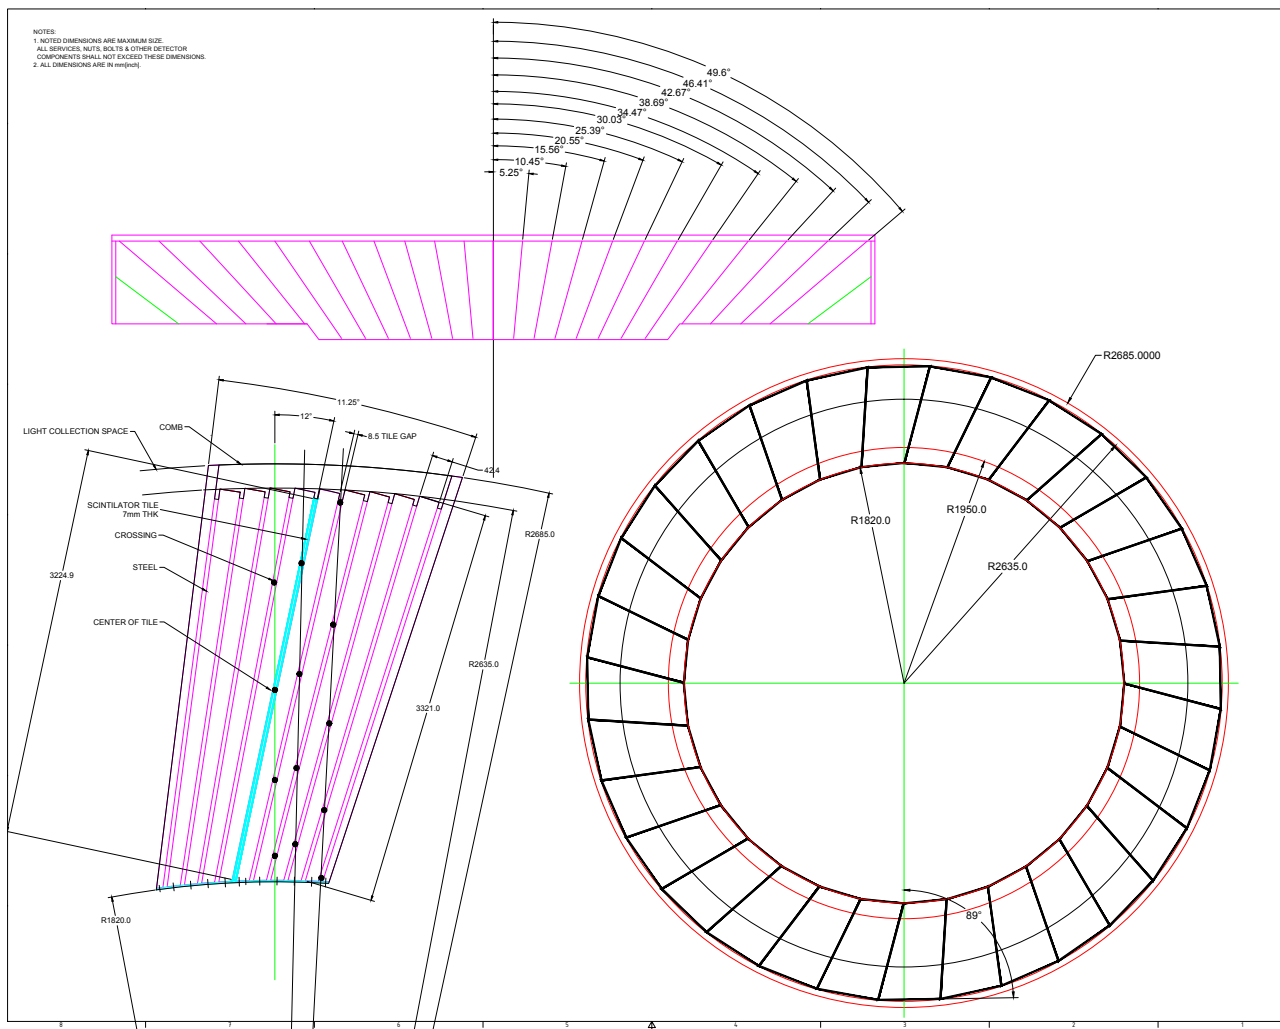 NOTES:
1. NOTED DIMENSIONS ARE MAXIMUM SIZE.
ALL SERVICES, NUTS, BOLTS & OTHER DETECTOR
COMPONENTS SHALL NOT EXCEED THESE DIMENSIONS.
2. ALL DIMENSIONS ARE IN mm[inch].
49.6°
46.41°
42.67°
38.69°
34.47°
30.03°
25.39°
20.55°
15.56°
10.45°
5.25°
R2685.0000
11.25°
12°
8.5 TILE GAP
COMB
LIGHT COLLECTION SPACE
42.4
SCINTILATOR TILE
7mm THK
CROSSING
STEEL
3224.9
CENTER OF TILE
R2685.0
R2635.0
3321.0
R1820.0
R1820.0
R1950.0
R2635.0
89°
8
7
6
5
4
3
2
1